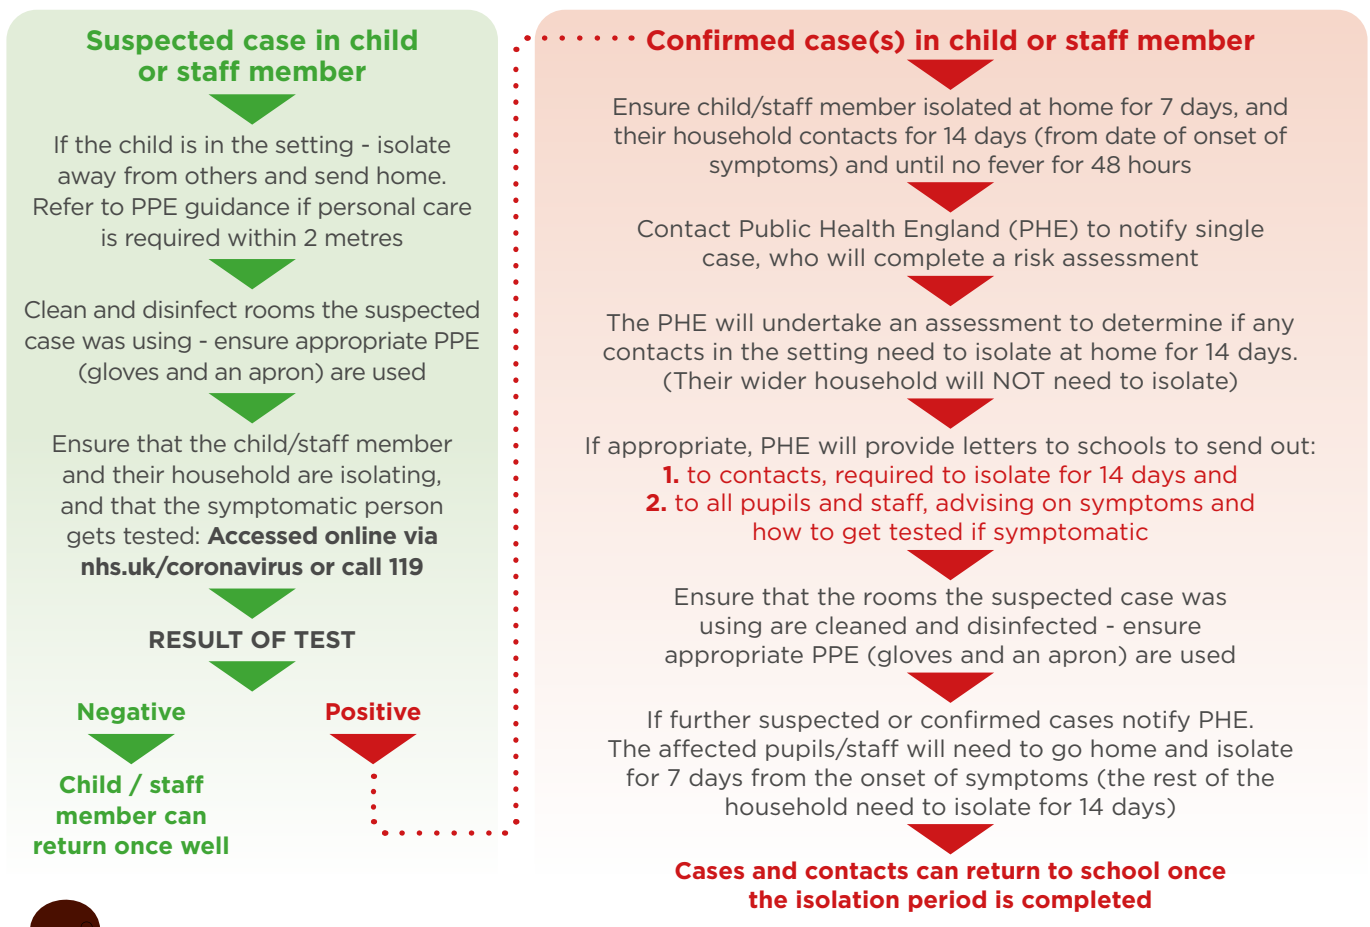 Suspected case in child
or staff member
If the child is in the setting - isolate
away from others and send home.
Refer to PPE guidance if personal care
is required within 2 metres
Clean and disinfect rooms the suspected
case was using - ensure appropriate PPE
(gloves and an apron) are used
Ensure that the child/staff member
and their household are isolating,
and that the symptomatic person
gets tested: Accessed online via
nhs.uk/coronavirus or call 119
RESULT OF TEST
Negative
Positive
Child / staff
member can
return once well
Confirmed case(s) in child or staff member
Ensure child/staff member isolated at home for 7 days, and
their household contacts for 14 days (from date of onset of
symptoms) and until no fever for 48 hours
Contact Public Health England (PHE) to notify single
case, who will complete a risk assessment
The PHE will undertake an assessment to determine if any
contacts in the setting need to isolate at home for 14 days.
(Their wider household will NOT need to isolate)
If appropriate, PHE will provide letters to schools to send out:
1. to contacts, required to isolate for 14 days and
2. to all pupils and staff, advising on symptoms and
how to get tested if symptomatic
Ensure that the rooms the suspected case was
using are cleaned and disinfected - ensure
appropriate PPE (gloves and an apron) are used
If further suspected or confirmed cases notify PHE.
The affected pupils/staff will need to go home and isolate
for 7 days from the onset of symptoms (the rest of the
household need to isolate for 14 days)
Cases and contacts can return to school once
the isolation period is completed